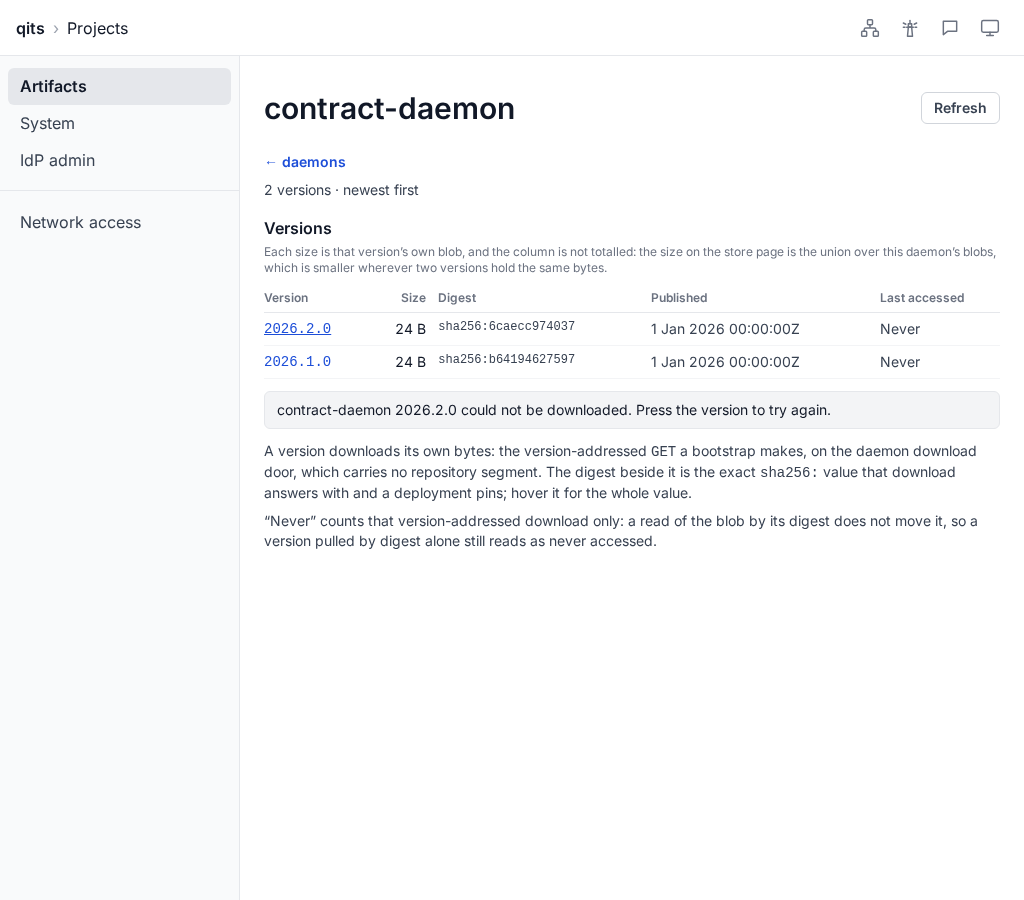 qits › Projects
Artifacts
System
IdP admin
Network access
contract-daemon
Refresh
← daemons
2 versions · newest first
Versions
Each size is that version’s own blob, and the column is not totalled: the size on the store page is the union over this daemon’s blobs,
which is smaller wherever two versions hold the same bytes.
Version Size Digest Published Last accessed
2026.2.0 24 B sha256:6caecc974037 1 Jan 2026 00:00:00Z Never
2026.1.0 24 B sha256:b64194627597 1 Jan 2026 00:00:00Z Never
contract-daemon 2026.2.0 could not be downloaded. Press the version to try again.
A version downloads its own bytes: the version-addressed GET a bootstrap makes, on the daemon download
door, which carries no repository segment. The digest beside it is the exact sha256: value that download
answers with and a deployment pins; hover it for the whole value.
“Never” counts that version-addressed download only: a read of the blob by its digest does not move it, so a
version pulled by digest alone still reads as never accessed.